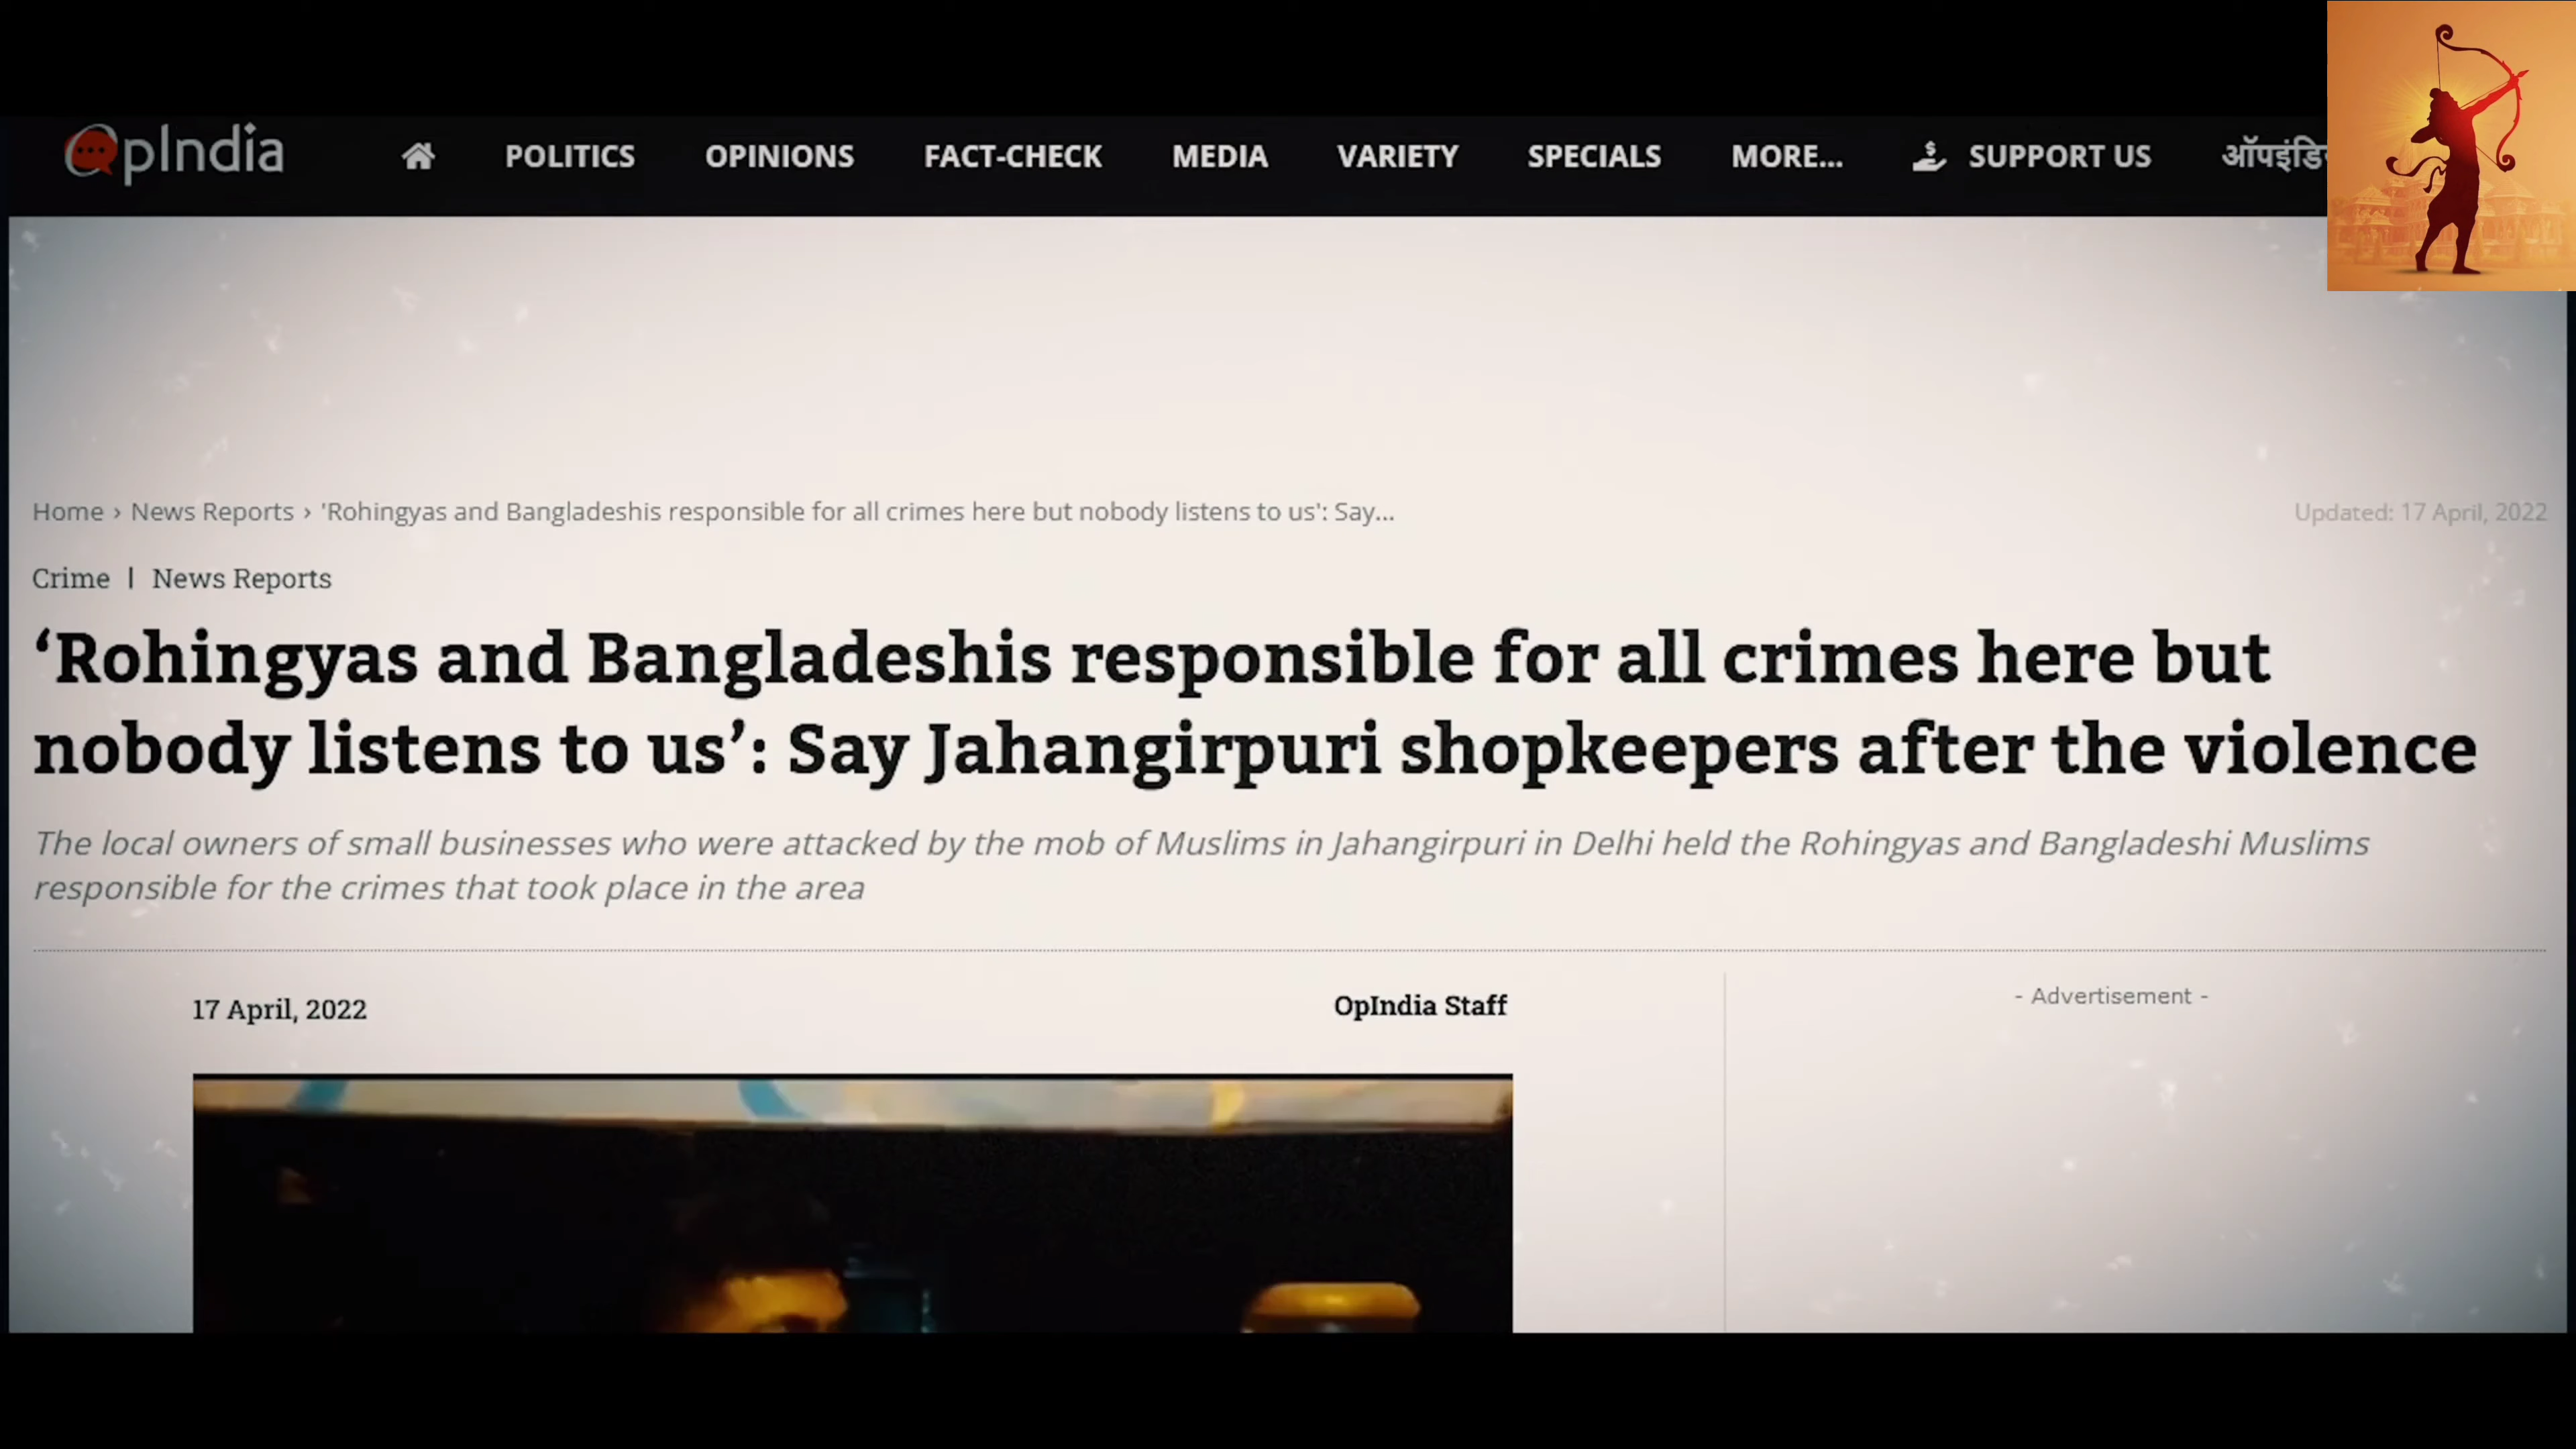 OpIndia
POLITICS OPINIONS FACT-CHECK MEDIA VARIETY SPECIALS MORE... SUPPORT US
Home › News Reports › 'Rohingyas and Bangladeshis responsible for all crimes here but nobody listens to us': Say...
Updated: 17 April, 2022
Crime | News Reports
‘Rohingyas and Bangladeshis responsible for all crimes here but
nobody listens to us’: Say Jahangirpuri shopkeepers after the violence
The local owners of small businesses who were attacked by the mob of Muslims in Jahangirpuri in Delhi held the Rohingyas and Bangladeshi Muslims
responsible for the crimes that took place in the area
17 April, 2022
OpIndia Staff
- Advertisement -